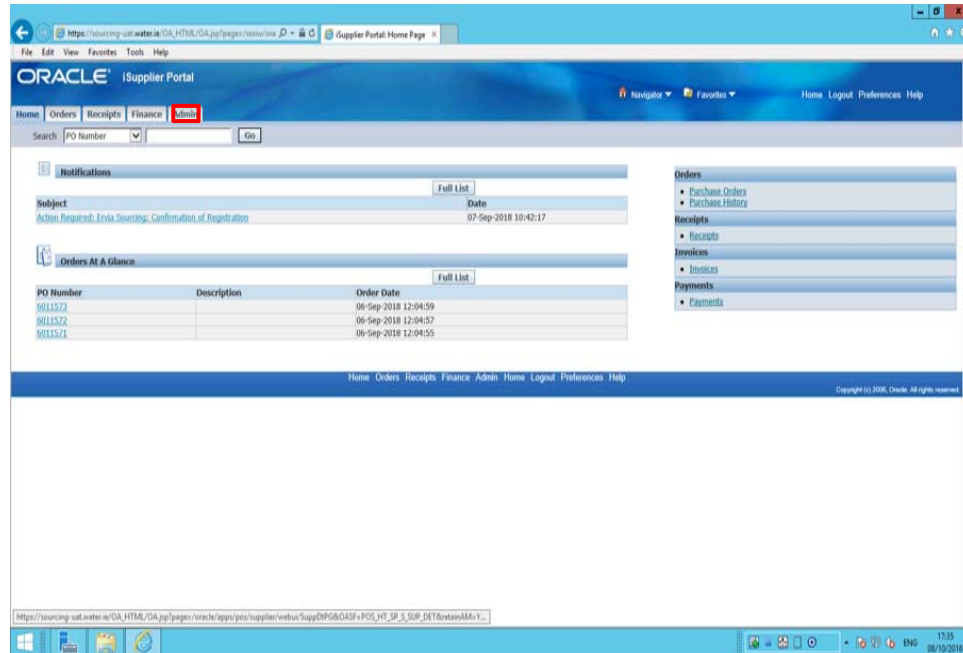 https://sourcing-uat.water.ie/OA_HTML/OA.jsp?page=/
iSupplier Portal: Home Page
File Edit View Favorites Tools Help
ORACLE iSupplier Portal
Navigator Favorites Home Logout Preferences Help
Home Orders Receipts Finance Admin
Search PO Number Go
Notifications
Full List
Subject Date
Action Required: Ervia Sourcing: Confirmation of Registration 07-Sep-2018 10:42:17
Orders At A Glance
Full List
PO Number Description Order Date
6011573 06-Sep-2018 12:04:59
6011572 06-Sep-2018 12:04:57
6011571 06-Sep-2018 12:04:55
Orders
Purchase Orders
Purchase History
Receipts
Receipts
Invoices
Invoices
Payments
Payments
Home Orders Receipts Finance Admin Home Logout Preferences Help
Copyright (c) 2006, Oracle. All rights reserved.
https://sourcing-uat.water.ie/OA_HTML/OA.jsp?page=/oracle/apps/pos/supplier/webui/SuppDtPG&OASF=POS_HT_SP_S_SUP_DET&retainAM=Y...
ENG 17:35
08/10/2018